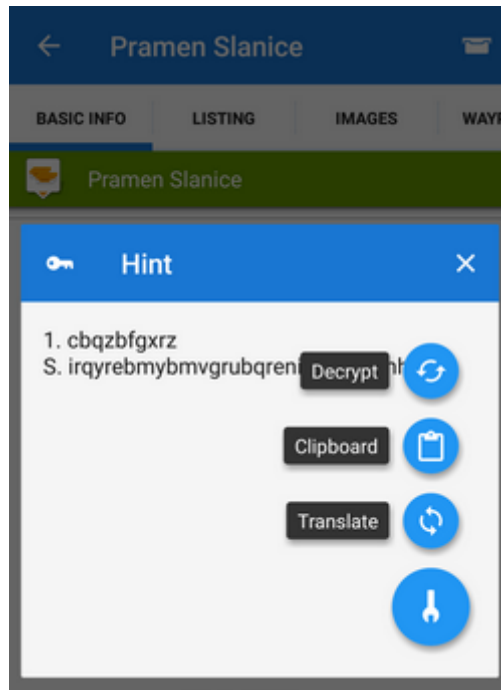 Pramen Slanice
BASIC INFO LISTING IMAGES
Pramen Slanice
Hint
1. cbqzbfgxrz
S.
Decrypt
Clipboard
Translate